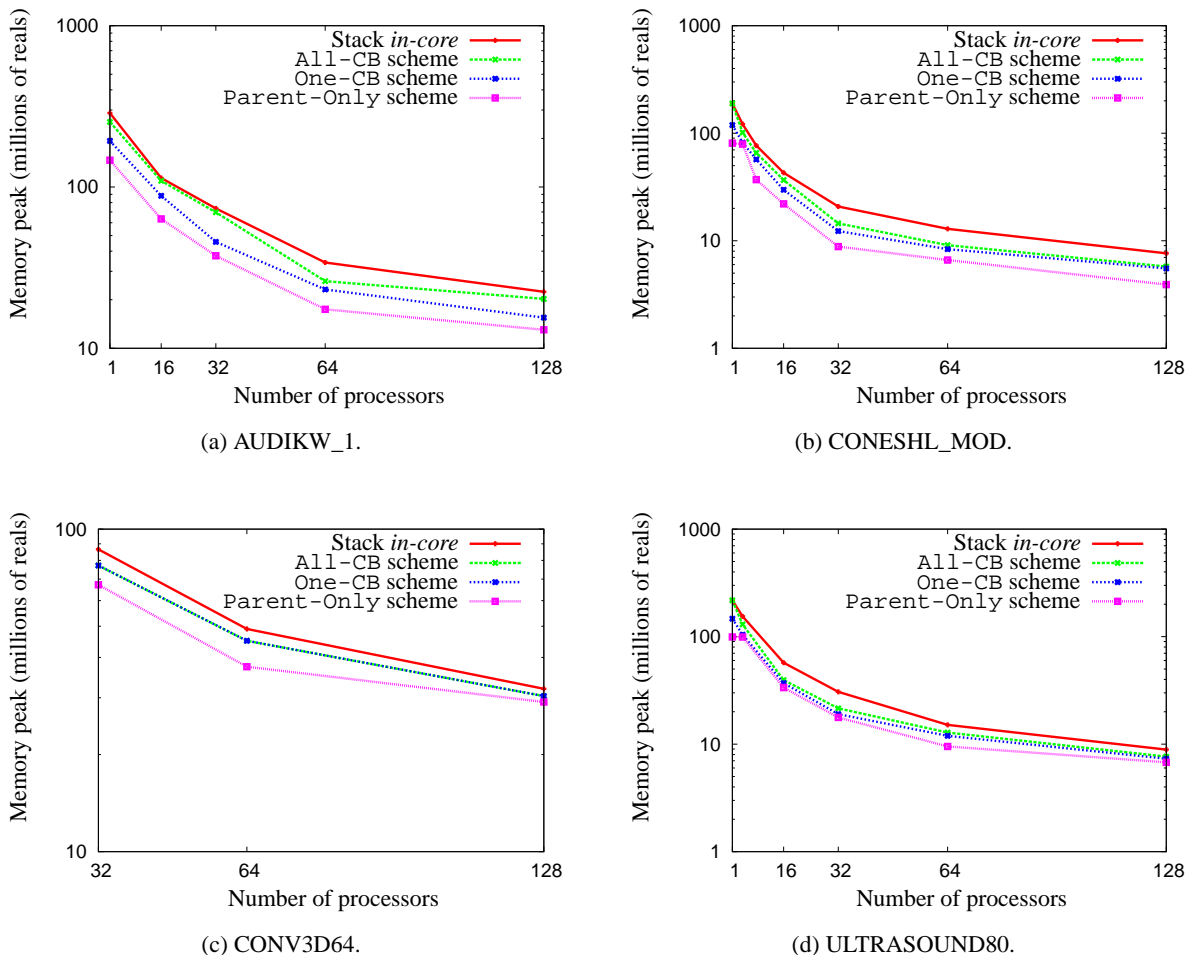 1000
100
10
Memory peak (millions of reals)
Stack in-core
All-CB scheme
One-CB scheme
Parent-Only scheme
1 16 32 64 128
Number of processors
(a) AUDIKW_1.
1000
100
10
1
Memory peak (millions of reals)
Stack in-core
All-CB scheme
One-CB scheme
Parent-Only scheme
1 16 32 64 128
Number of processors
(b) CONESHL_MOD.
100
10
Memory peak (millions of reals)
Stack in-core
All-CB scheme
One-CB scheme
Parent-Only scheme
32 64 128
Number of processors
(c) CONV3D64.
1000
100
10
1
Memory peak (millions of reals)
Stack in-core
All-CB scheme
One-CB scheme
Parent-Only scheme
1 16 32 64 128
Number of processors
(d) ULTRASOUND80.